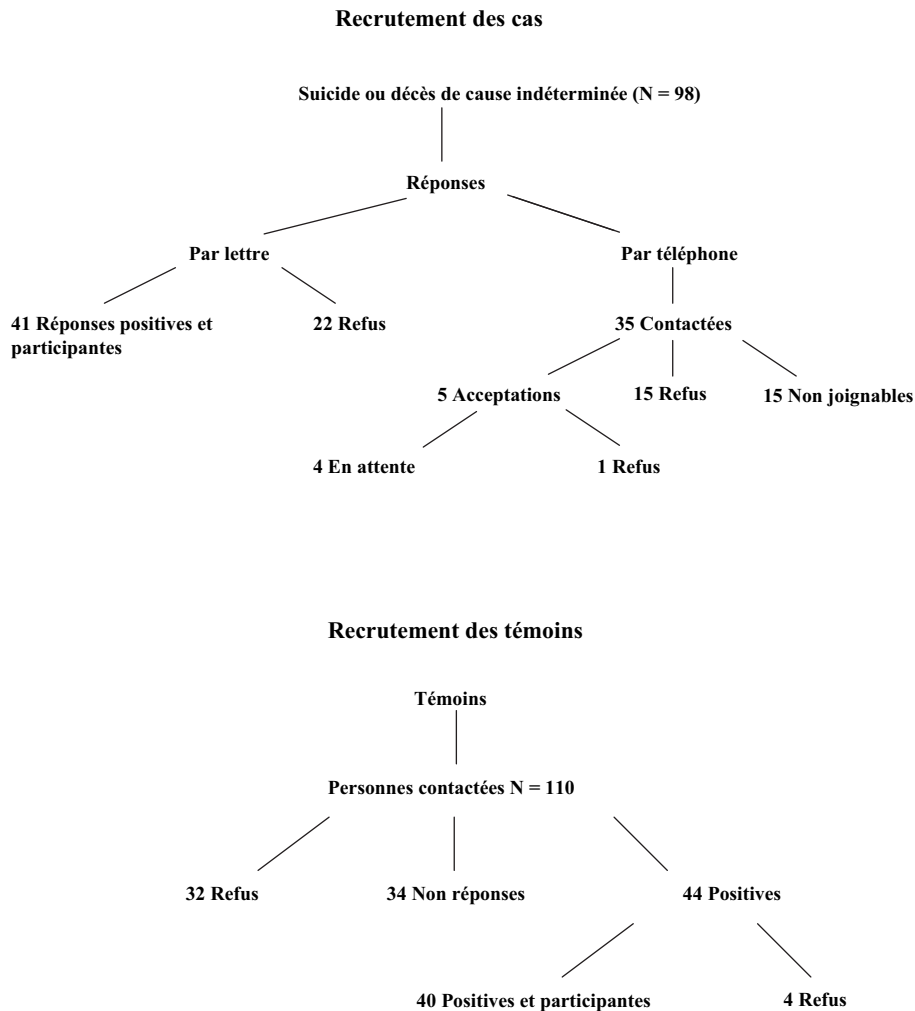 Recrutement des cas
Suicide ou décès de cause indéterminée (N = 98)
Réponses
Par lettre
Par téléphone
41 Réponses positives et
participantes
22 Refus
35 Contactées
5 Acceptations
15 Refus
15 Non joignables
4 En attente
1 Refus
Recrutement des témoins
Témoins
Personnes contactées N = 110
32 Refus
34 Non réponses
44 Positives
40 Positives et participantes
4 Refus